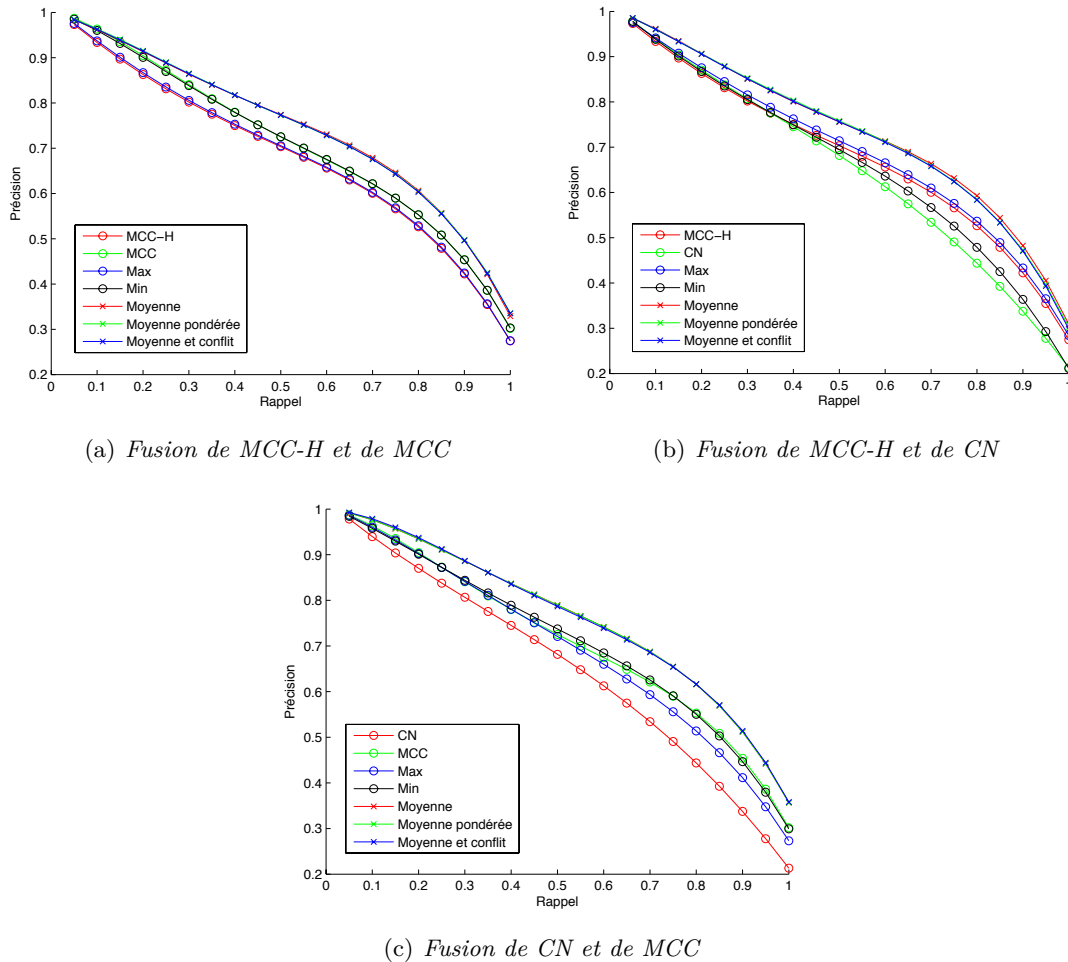 1
0.9
0.8
0.7
0.6
0.5
0.4
0.3
0.2
Précision
0
0.1
0.2
0.3
0.4
0.5
0.6
0.7
0.8
0.9
1
Rappel
MCC-H
MCC
Max
Min
Moyenne
Moyenne pondérée
Moyenne et conflit
(a) Fusion de MCC-H et de MCC
1
0.9
0.8
0.7
0.6
0.5
0.4
0.3
0.2
Précision
0
0.1
0.2
0.3
0.4
0.5
0.6
0.7
0.8
0.9
1
Rappel
MCC-H
CN
Max
Min
Moyenne
Moyenne pondérée
Moyenne et conflit
(b) Fusion de MCC-H et de CN
1
0.9
0.8
0.7
0.6
0.5
0.4
0.3
0.2
Précision
0
0.1
0.2
0.3
0.4
0.5
0.6
0.7
0.8
0.9
1
Rappel
CN
MCC
Max
Min
Moyenne
Moyenne pondérée
Moyenne et conflit
(c) Fusion de CN et de MCC